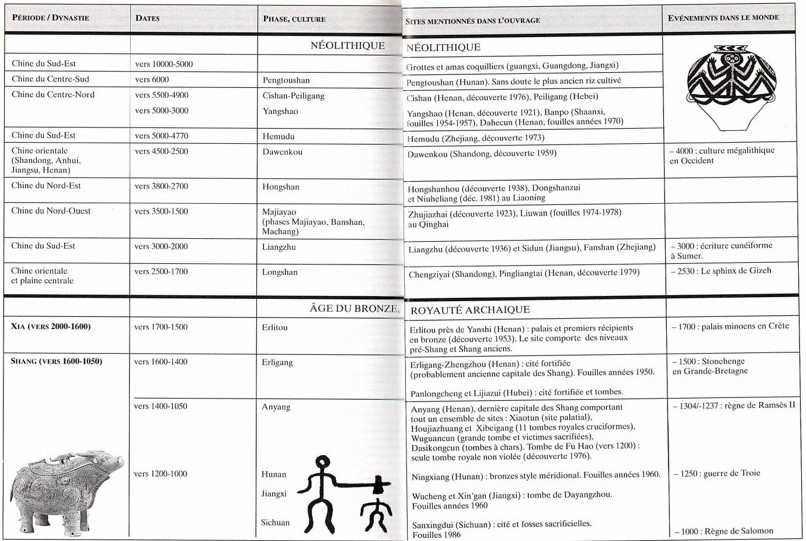 PÉRIODE / DYNASTIE DATES PHASE, CULTURE SITES MENTIONNÉS DANS L'OUVRAGE EVÉNEMENTS DANS LE MONDE
NÉOLITHIQUE NÉOLITHIQUE
Chine du Sud-Est vers 10000-5000 Grottes et amas coquilliers (guangxi, Guangdong, Jiangxi)
Chine du Centre-Sud vers 6000 Pengtoushan Pengtoushan (Hunan). Sans doute le plus ancien riz cultivé
Chine du Centre-Nord vers 5500-4900 Cishan-Peiligang Cishan (Henan, découverte 1976), Peiligang (Hebei)
vers 5000-3000 Yangshao Yangshao (Henan, découverte 1921), Banpo (Shaanxi,
fouilles 1954-1957), Dahecun (Henan, fouilles années 1970)
Chine du Sud-Est vers 5000-4770 Hemudu Hemudu (Zhejiang, découverte 1973)
Chine orientale vers 4500-2500 Dawenkou Dawenkou (Shandong, découverte 1959) – 4000 : culture mégalithique
(Shandong, Anhui, en Occident
Jiangsu, Henan)
Chine du Nord-Est vers 3800-2700 Hongshan Hongshanhou (découverte 1938), Dongshanzui
et Niuheliang (déc. 1981) au Liaoning
Chine du Nord-Ouest vers 3500-1500 Majiayao Zhujiazhai (découverte 1923), Liuwan (fouilles 1974-1978)
(phases Majiayao, Banshan, au Qinghai
Machang)
Chine du Sud-Est vers 3000-2000 Liangzhu Liangzhu (découverte 1936) et Sidun (Jiangsu), Fanshan (Zhejiang) – 3000 : écriture cunéiforme
à Sumer.
Chine orientale vers 2500-1700 Longshan Chengziyai (Shandong), Pingliangtai (Henan, découverte 1979) – 2530 : Le sphinx de Gizeh
et plaine centrale
ÂGE DU BRONZE, ROYAUTÉ ARCHAIQUE
XIA (VERS 2000-1600) vers 1700-1500 Erlitou Erlitou près de Yanshi (Henan) : palais et premiers récipients – 1700 : palais minoens en Crète
en bronze (découverte 1953). Le site comporte des niveaux
pré-Shang et Shang anciens.
SHANG (VERS 1600-1050) vers 1600-1400 Erligang Erligang-Zhengzhou (Henan) : cité fortifiée – 1500 : Stonehenge
(probablement ancienne capitale des Shang). Fouilles années 1950. en Grande-Bretagne
Panlongcheng et Lijiazui (Hubei) : cité fortifiée et tombes.
vers 1400-1050 Anyang Anyang (Henan), dernière capitale des Shang comportant – 1304/-1237 : règne de Ramsès II
tout un ensemble de sites : Xiaotun (site palatial),
Houjiazhuang et Xibeigang (11 tombes royales cruciformes),
Wuguancun (grande tombe et victimes sacrifiées),
Dasikongcun (tombes à chars). Tombe de Fu Hao (vers 1200) :
seule tombe royale non violée (découverte 1976).
vers 1200-1000 Hunan Ningxiang (Hunan) : bronzes style méridional. Fouilles années 1960. – 1250 : guerre de Troie
Jiangxi Wucheng et Xin'gan (Jiangxi) : tombe de Dayangzhou.
Fouilles années 1960
Sichuan Sanxingdui (Sichuan) : cité et fosses sacrificielles. – 1000 : Règne de Salomon
Fouilles 1986